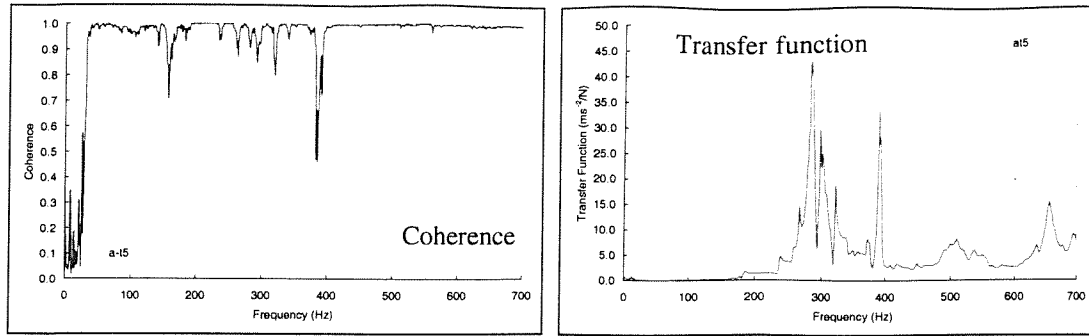 1.0
0.9
0.8
0.7
0.6
0.5
0.4
0.3
0.2
0.1
0.0
Coherence
Coherence
a-t5
0 100 200 300 400 500 600 700
Frequency (Hz)
50.0
45.0
40.0
35.0
30.0
25.0
20.0
15.0
10.0
5.0
0.0
Transfer Function (ms⁻²/N)
Transfer function
at5
0 100 200 300 400 500 600 700
Frequency (Hz)